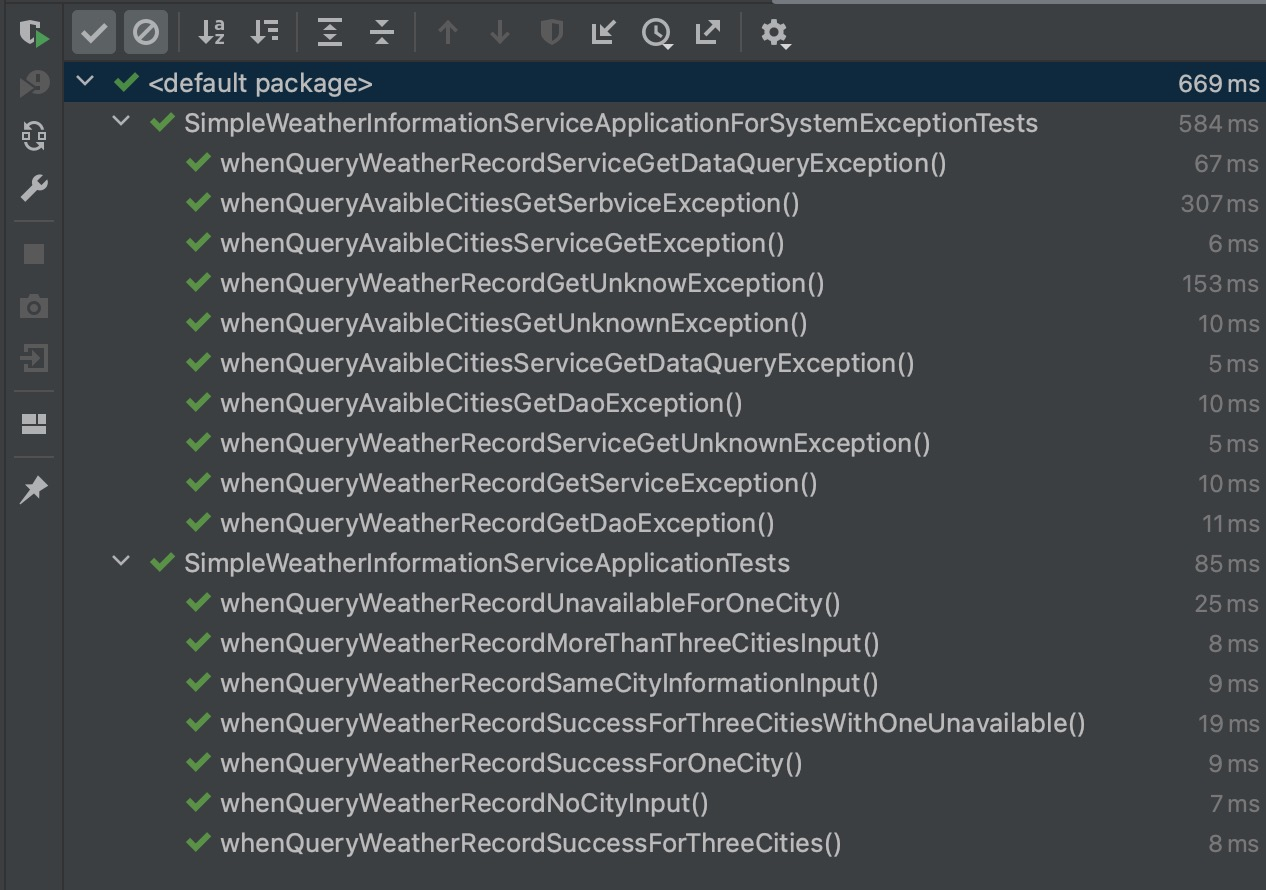 <default package> 669 ms
SimpleWeatherInformationServiceApplicationForSystemExceptionTests 584 ms
whenQueryWeatherRecordServiceGetDataQueryException() 67 ms
whenQueryAvaibleCitiesGetSerbviceException() 307 ms
whenQueryAvaibleCitiesServiceGetException() 6 ms
whenQueryWeatherRecordGetUnknowException() 153 ms
whenQueryAvaibleCitiesGetUnknownException() 10 ms
whenQueryAvaibleCitiesServiceGetDataQueryException() 5 ms
whenQueryAvaibleCitiesGetDaoException() 10 ms
whenQueryWeatherRecordServiceGetUnknownException() 5 ms
whenQueryWeatherRecordGetServiceException() 10 ms
whenQueryWeatherRecordGetDaoException() 11 ms
SimpleWeatherInformationServiceApplicationTests 85 ms
whenQueryWeatherRecordUnavailableForOneCity() 25 ms
whenQueryWeatherRecordMoreThanThreeCitiesInput() 8 ms
whenQueryWeatherRecordSameCityInformationInput() 9 ms
whenQueryWeatherRecordSuccessForThreeCitiesWithOneUnavailable() 19 ms
whenQueryWeatherRecordSuccessForOneCity() 9 ms
whenQueryWeatherRecordNoCityInput() 7 ms
whenQueryWeatherRecordSuccessForThreeCities() 8 ms